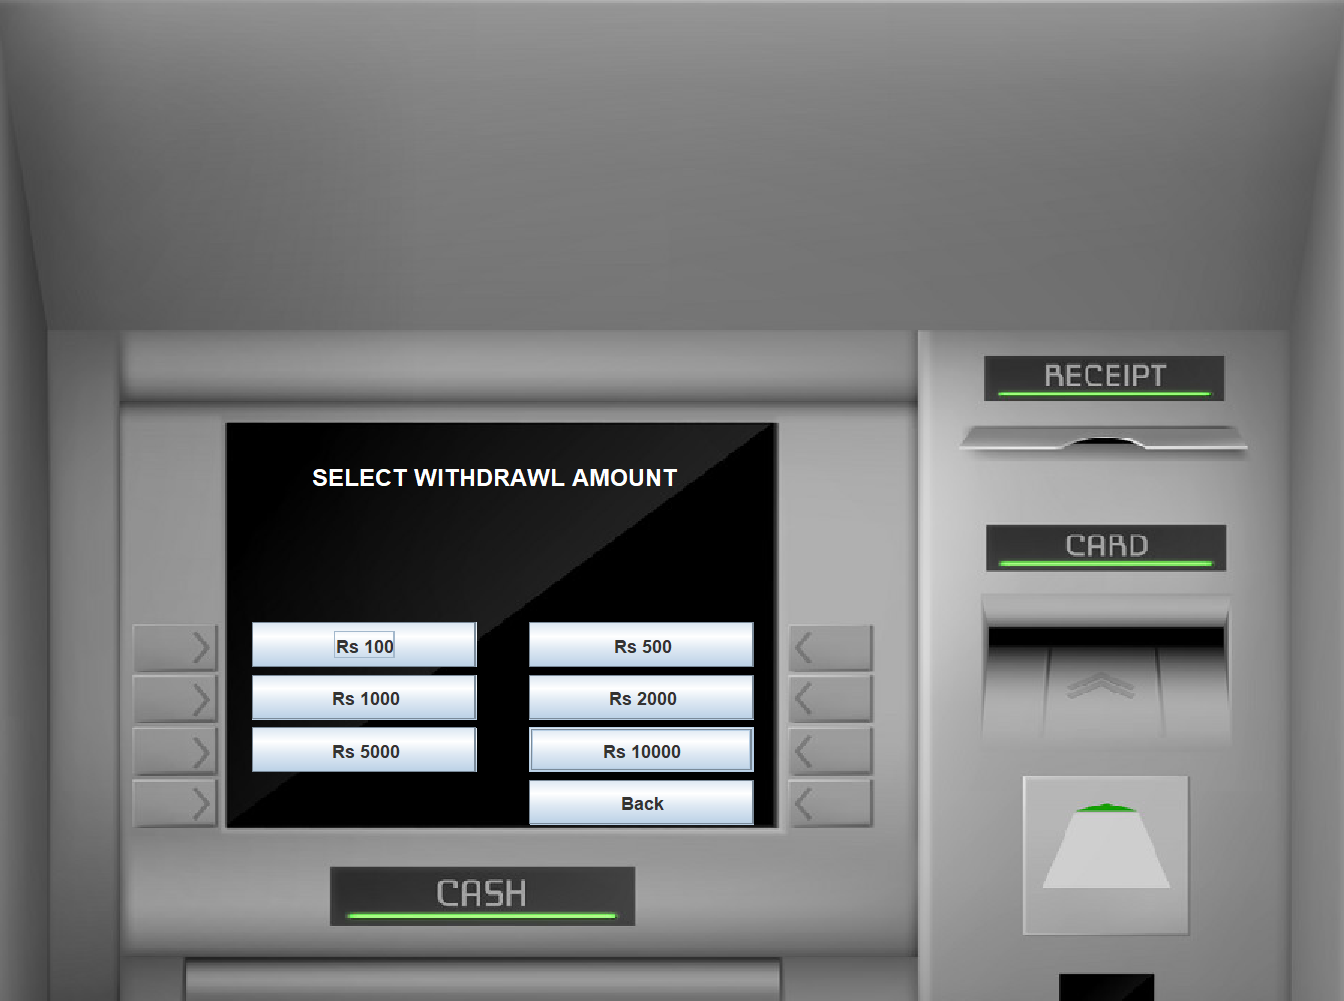 RECEIPT
SELECT WITHDRAWL AMOUNT
CARD
Rs 100
Rs 500
Rs 1000
Rs 2000
Rs 5000
Rs 10000
Back
CASH